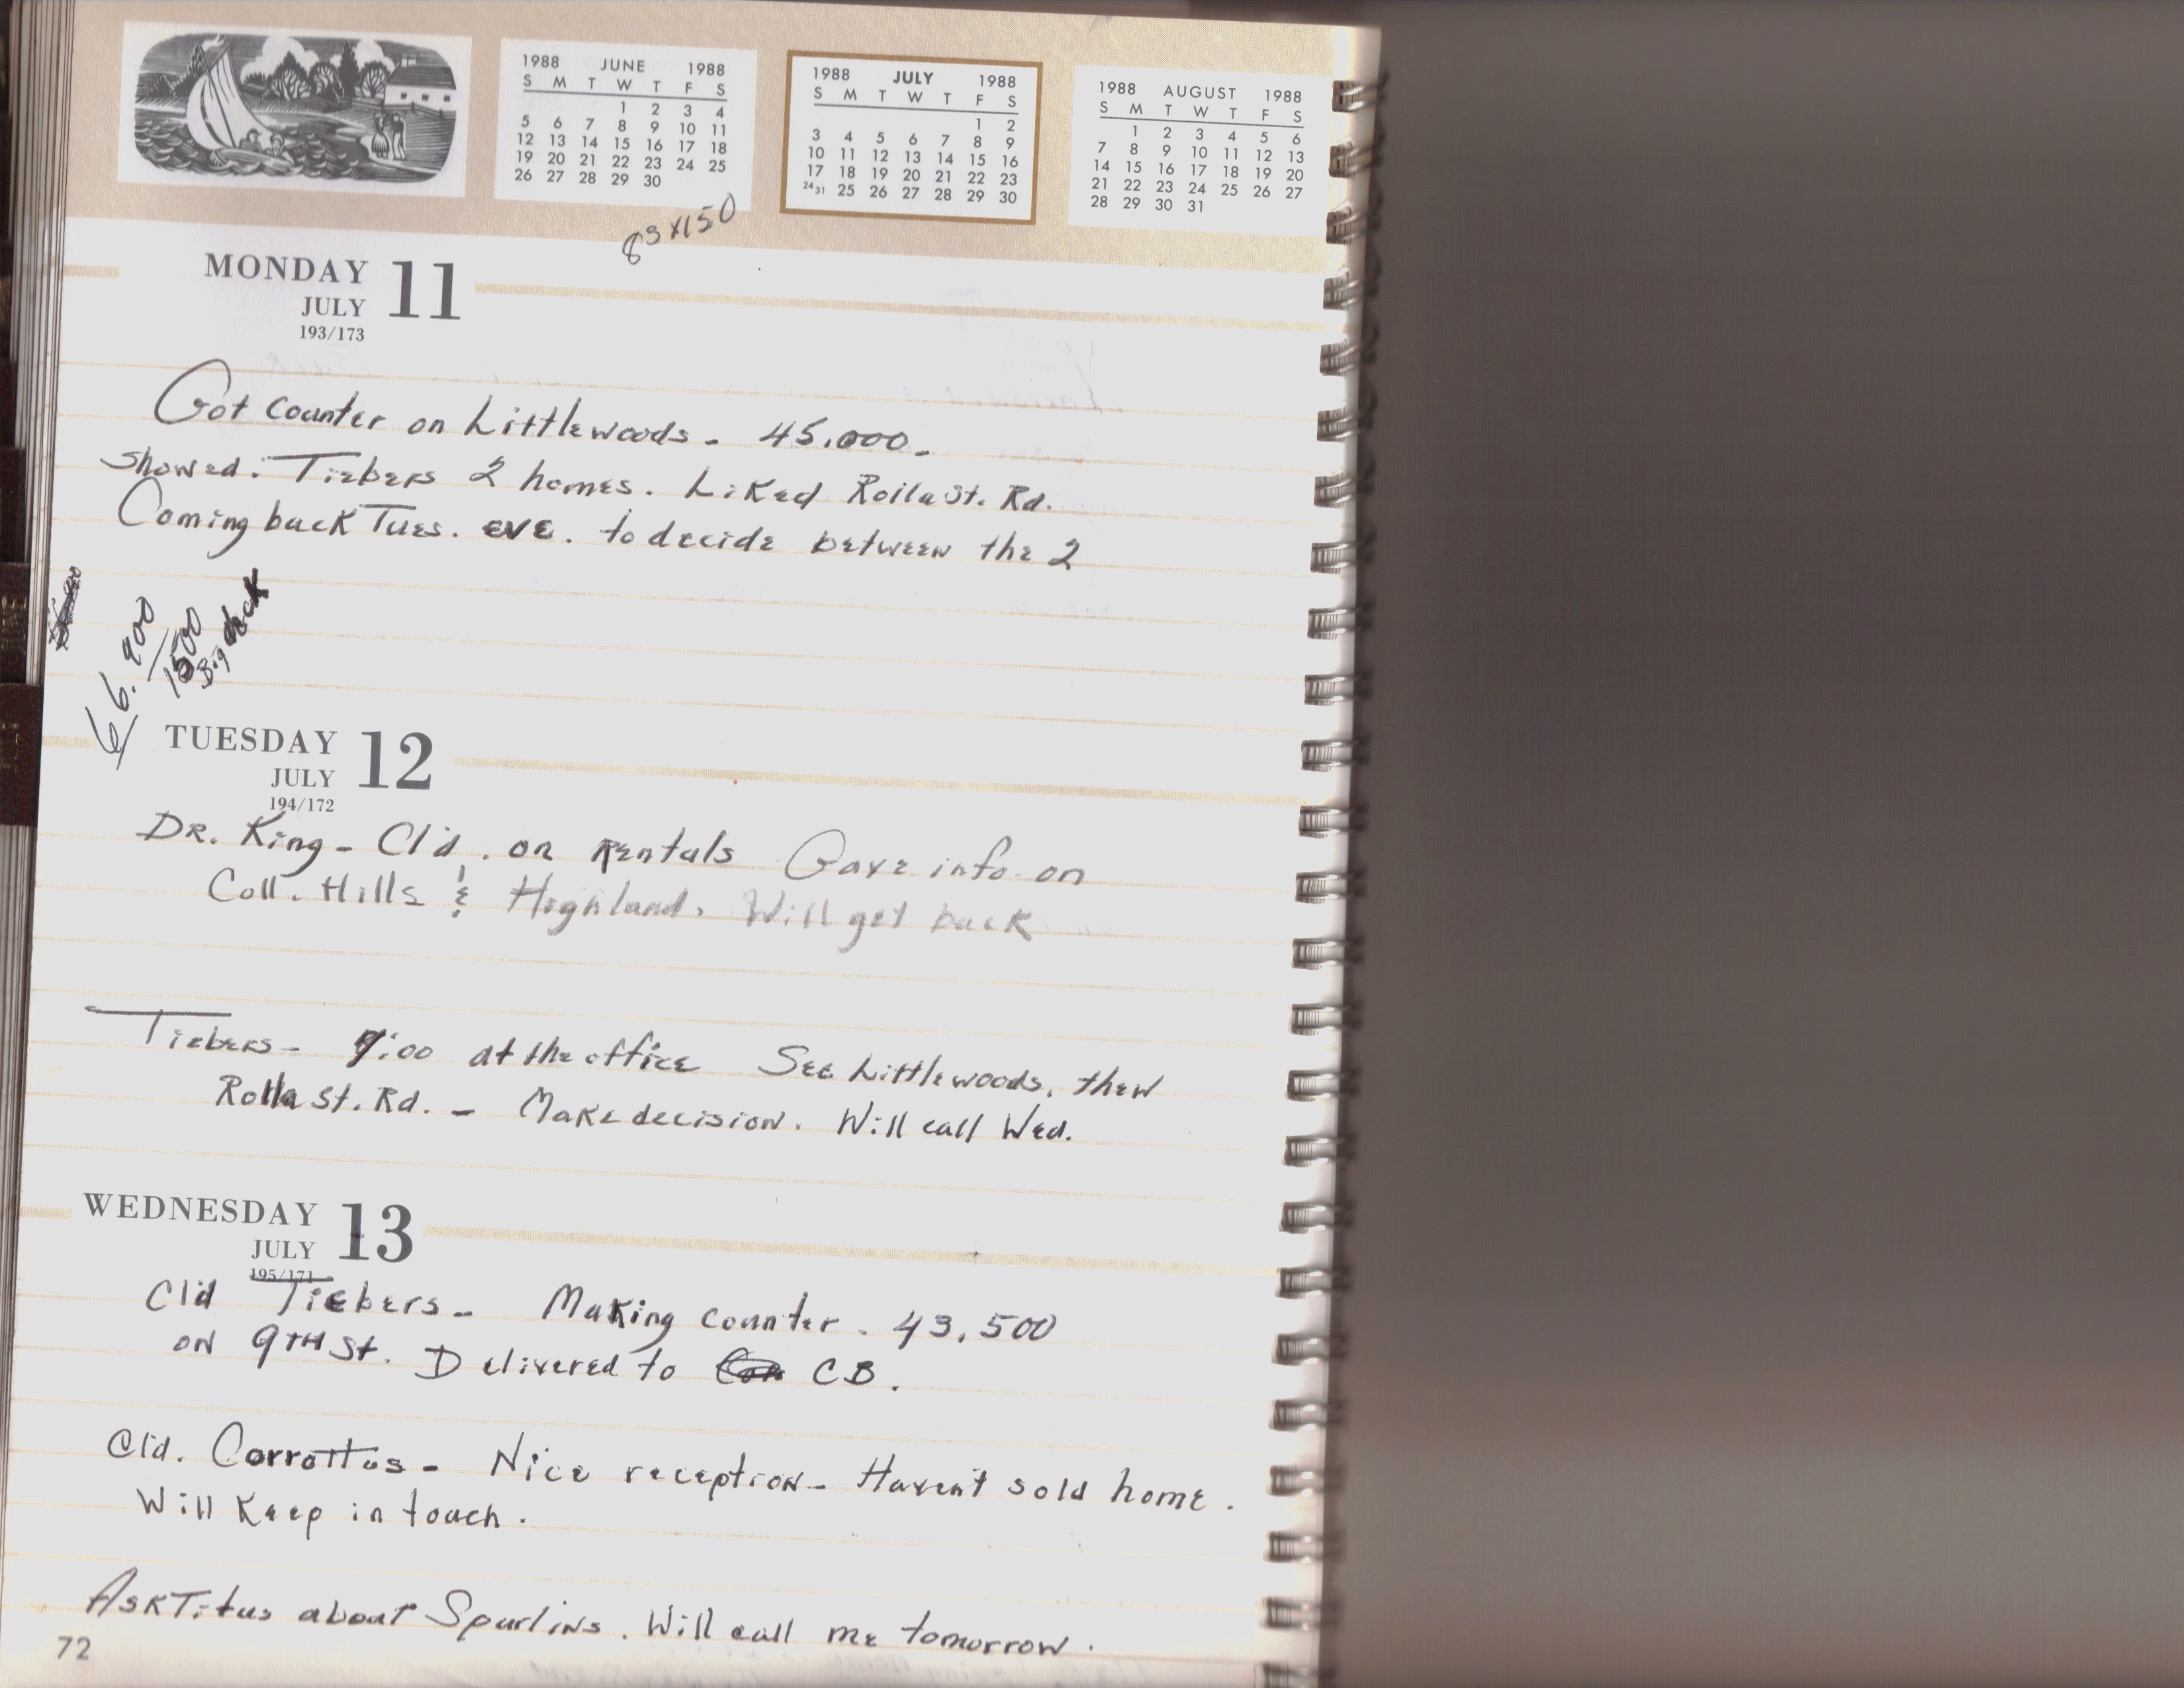 1988 JUNE 1988
S M T W T F S
1 2 3 4
5 6 7 8 9 10 11
12 13 14 15 16 17 18
19 20 21 22 23 24 25
26 27 28 29 30
1988 JULY 1988
S M T W T F S
1 2
3 4 5 6 7 8 9
10 11 12 13 14 15 16
17 18 19 20 21 22 23
24 31 25 26 27 28 29 30
1988 AUGUST 1988
S M T W T F S
1 2 3 4 5 6
7 8 9 10 11 12 13
14 15 16 17 18 19 20
21 22 23 24 25 26 27
28 29 30 31
83 x 150
MONDAY 11
JULY
193/173
Got counter on Littlewoods - 45,000 -
Showed. Tiebers 2 homes. Liked Rolla St. Rd.
Coming back Tues. eve. to decide between the 2
66,900
1500
Big deck
TUESDAY 12
JULY
194/172
DR. King - Cl'd. on Rentals Gave info on
Coll. Hills & Highland. Will get back
Tiebers - 9:00 at the office See Littlewoods, then
Rolla St. Rd. - Make decision. Will call Wed.
WEDNESDAY 13
JULY
195/171
Cld Tiebers - Making counter - 43,500
on 9TH St. Delivered to CB.
Cld. Corrottos - Nice reception - Haven't sold home.
Will Keep in touch.
Ask Titus about Spurlins. Will call me tomorrow.
72